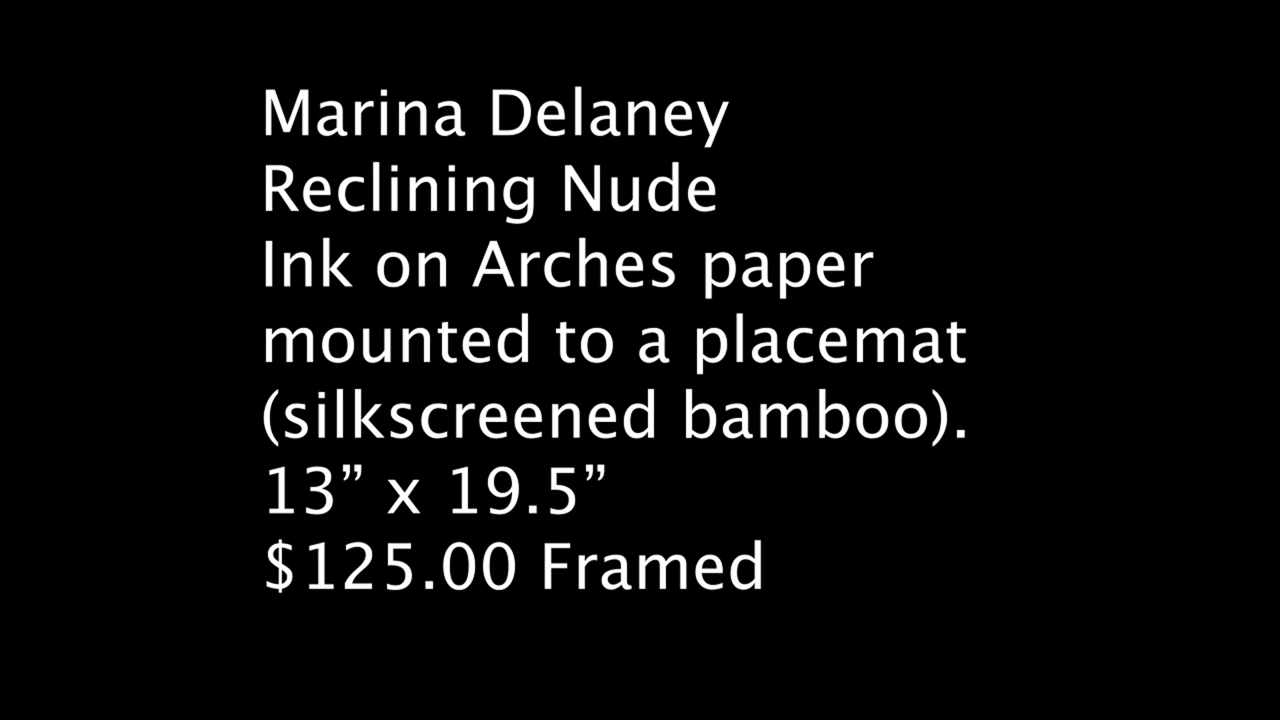 Marina Delaney
Reclining Nude
Ink on Arches paper
mounted to a placemat
(silkscreened bamboo).
13” x 19.5”
$125.00 Framed